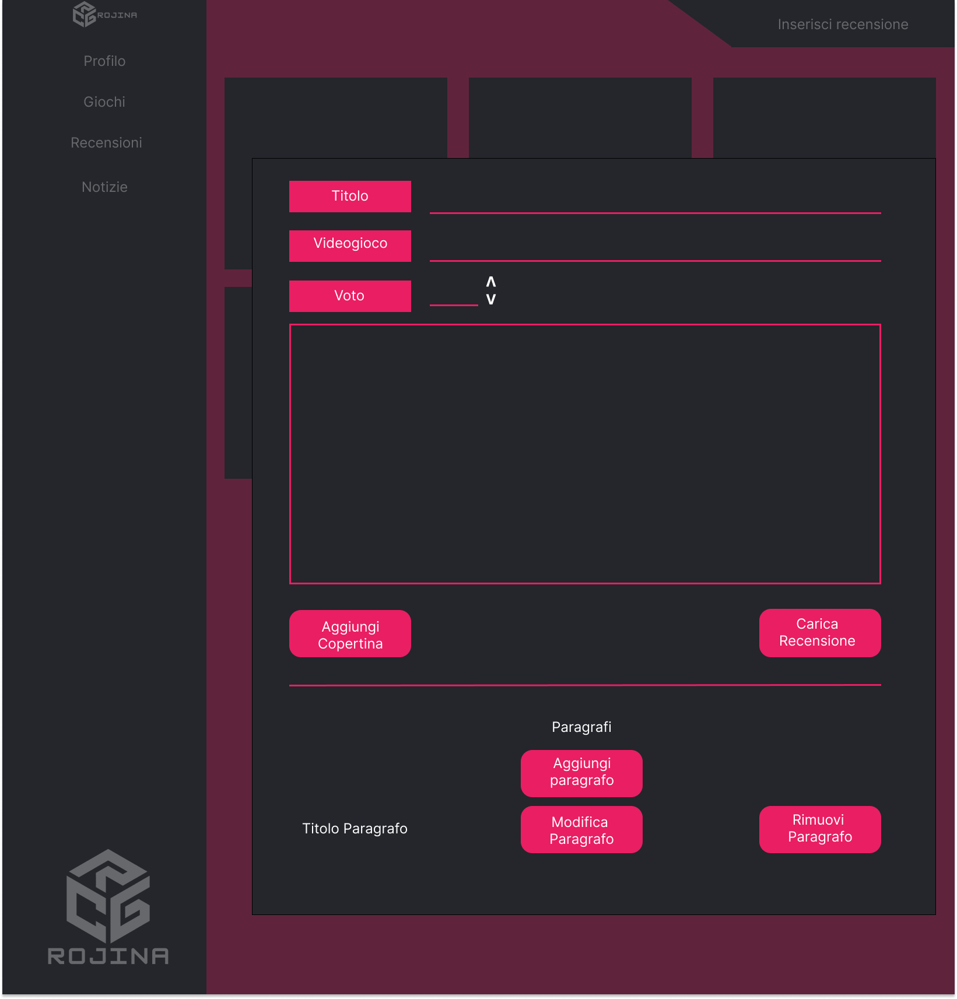 ROJINA
Profilo
Giochi
Recensioni
Notizie
Inserisci recensione
Titolo
Videogioco
Voto
Aggiungi
Copertina
Carica
Recensione
Paragrafi
Aggiungi
paragrafo
Titolo Paragrafo
Modifica
Paragrafo
Rimuovi
Paragrafo
ROJINA